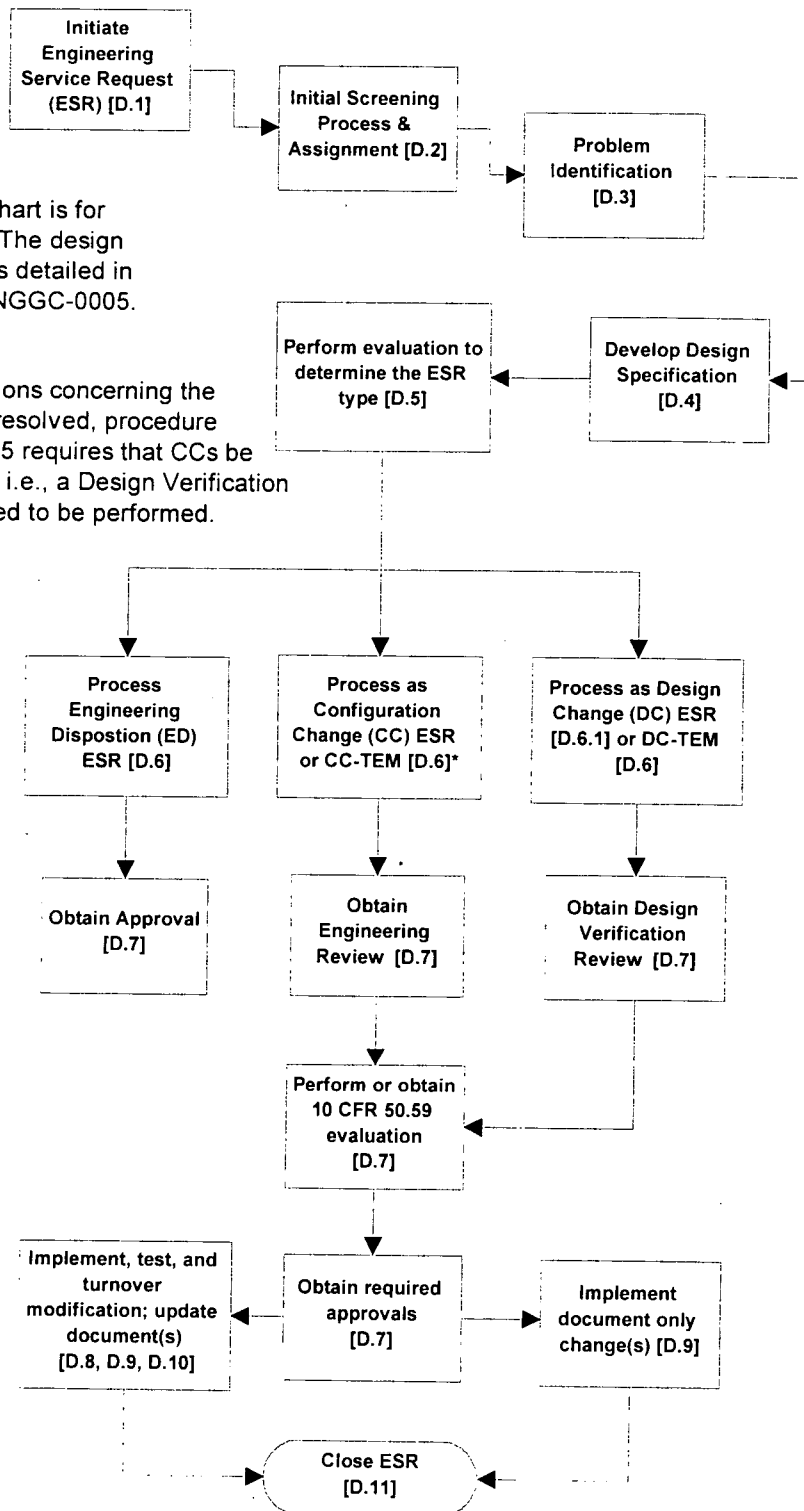 Initiate
Engineering
Service Request
(ESR) [D.1]
Initial Screening
Process &
Assignment [D.2]
Problem
Identification
[D.3]
hart is for
The design
s detailed in
NGGC-0005.
ons concerning the
resolved, procedure
5 requires that CCs be
i.e., a Design Verification
ed to be performed.
Perform evaluation to
determine the ESR
type [D.5]
Develop Design
Specification
[D.4]
Process
Engineering
Dispostion (ED)
ESR [D.6]
Process as
Configuration
Change (CC) ESR
or CC-TEM [D.6]*
Process as Design
Change (DC) ESR
[D.6.1] or DC-TEM
[D.6]
Obtain Approval
[D.7]
Obtain
Engineering
Review [D.7]
Obtain Design
Verification
Review [D.7]
Perform or obtain
10 CFR 50.59
evaluation
[D.7]
Implement, test, and
turnover
modification; update
document(s)
[D.8, D.9, D.10]
Obtain required
approvals
[D.7]
Implement
document only
change(s) [D.9]
Close ESR
[D.11]